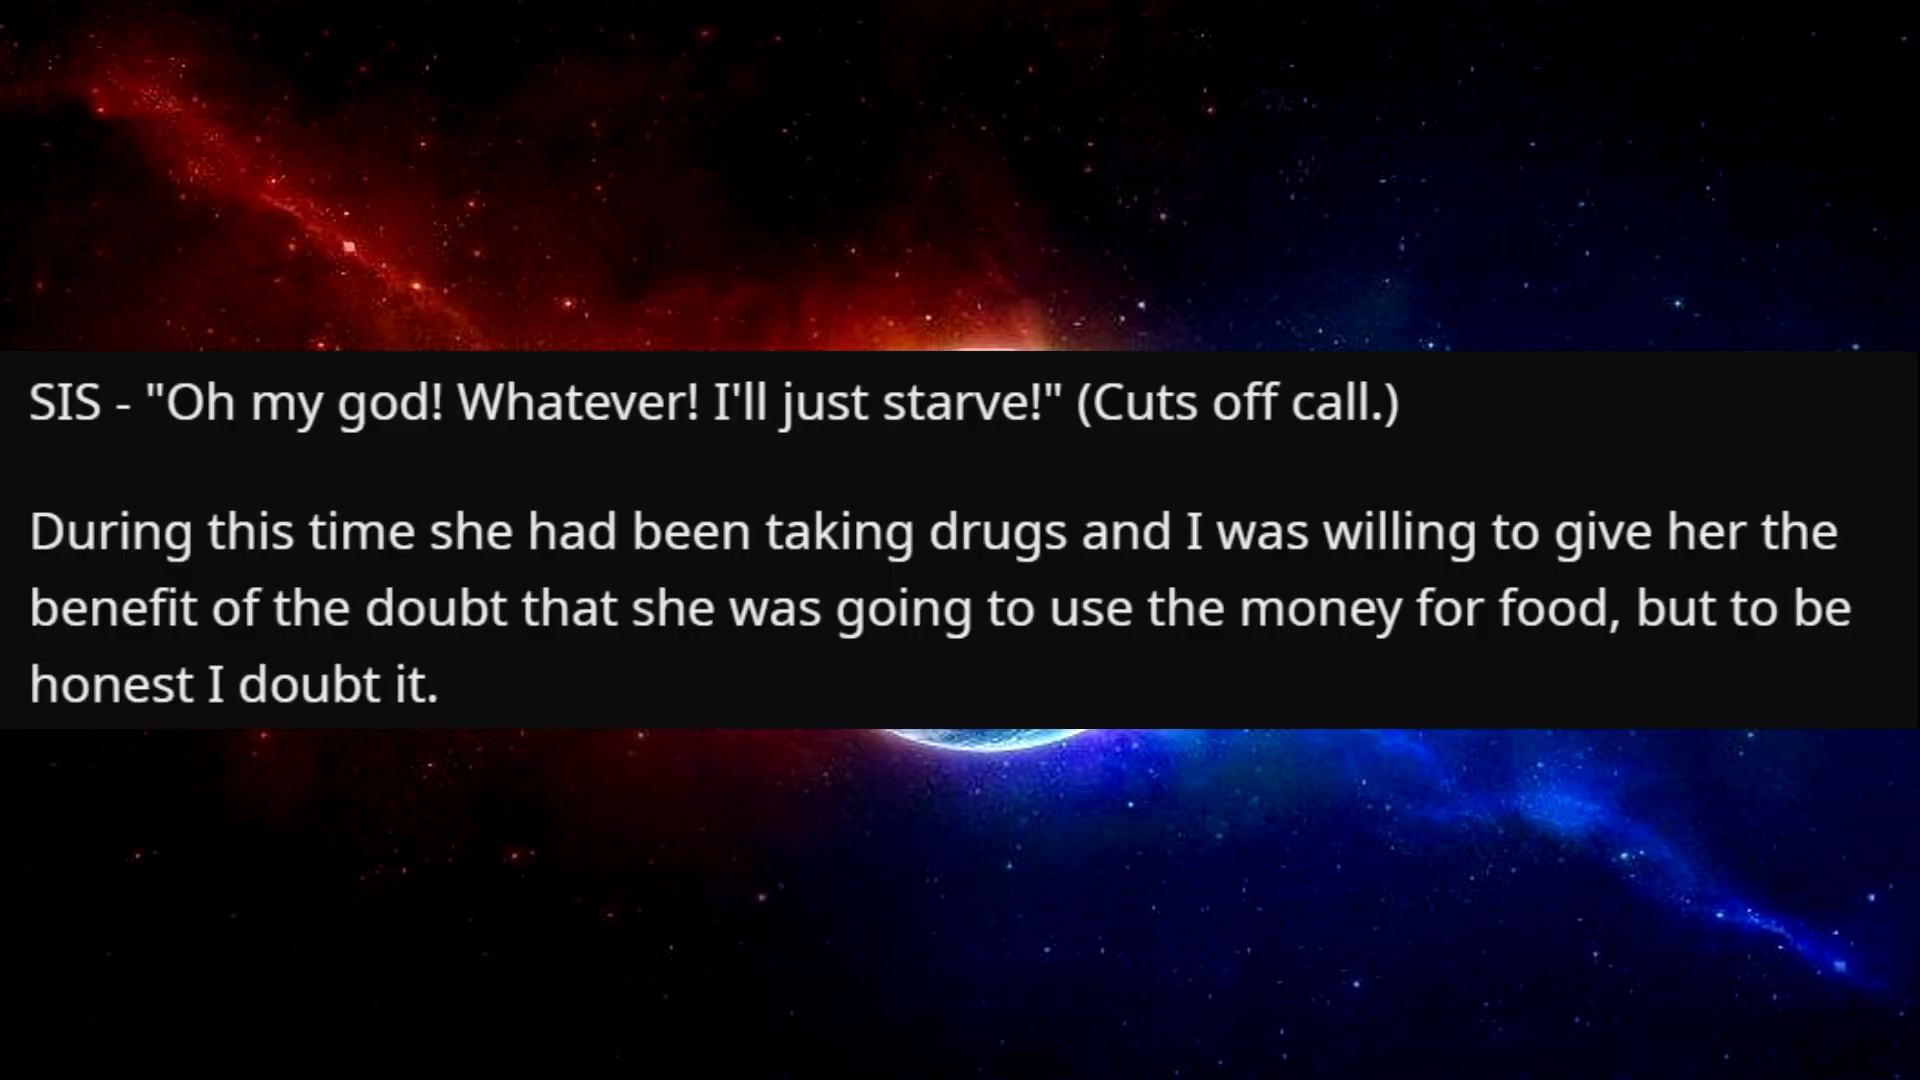 SIS - "Oh my god! Whatever! I'll just starve!" (Cuts off call.)
During this time she had been taking drugs and I was willing to give her the
benefit of the doubt that she was going to use the money for food, but to be
honest I doubt it.